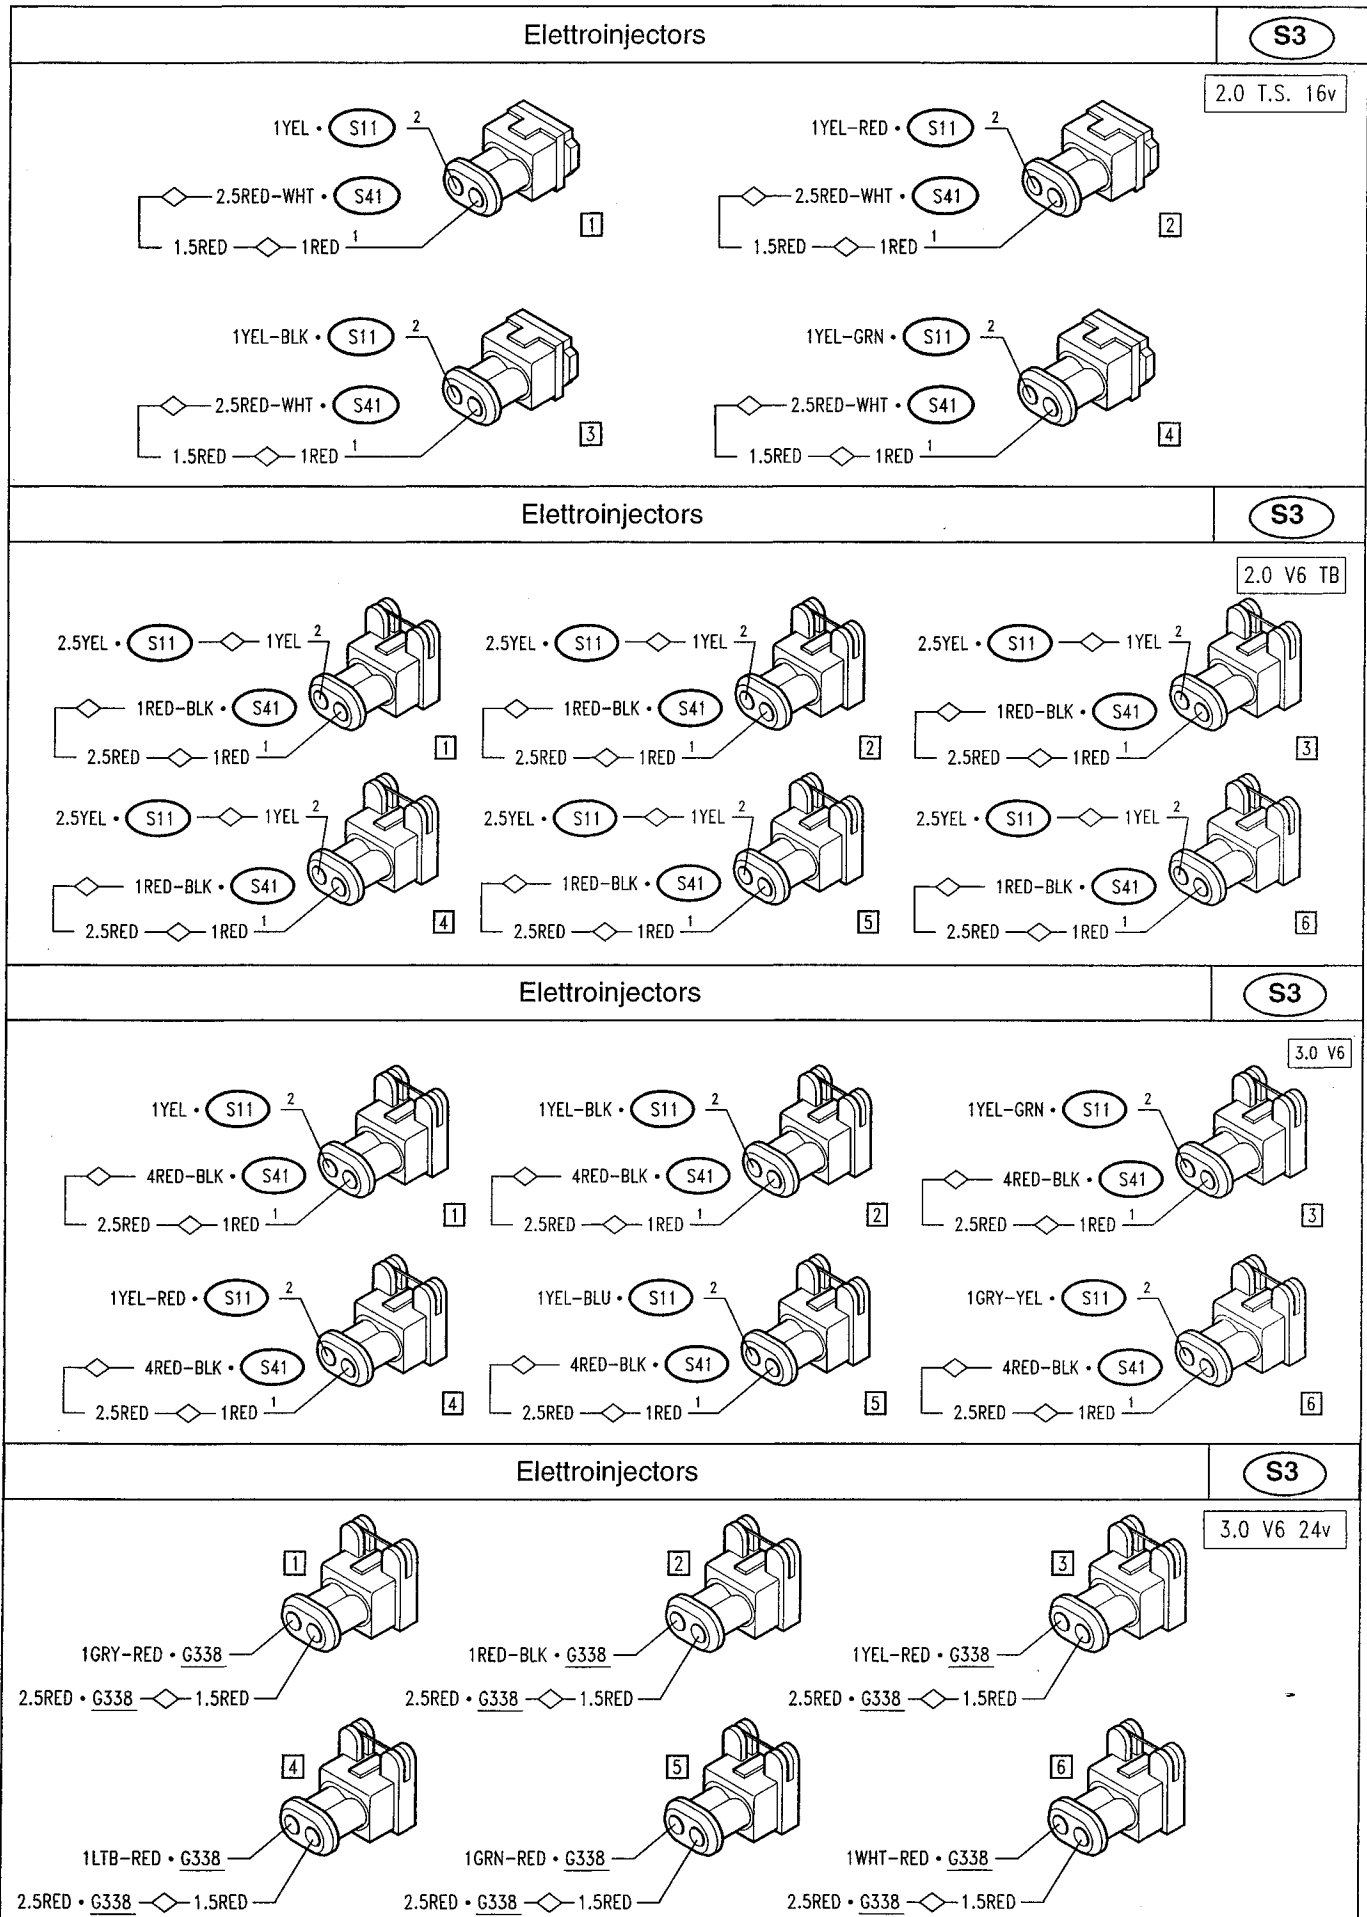 Elettroinjectors S3
2.0 T.S. 16v
1YEL • S11 2
2.5RED-WHT • S41
1.5RED 1RED 1
1
1YEL-RED • S11 2
2.5RED-WHT • S41
1.5RED 1RED 1
2
1YEL-BLK • S11 2
2.5RED-WHT • S41
1.5RED 1RED 1
3
1YEL-GRN • S11 2
2.5RED-WHT • S41
1.5RED 1RED 1
4
Elettroinjectors S3
2.0 V6 TB
2.5YEL • S11 1YEL 2
1RED-BLK • S41
2.5RED 1RED 1
1
2.5YEL • S11 1YEL 2
1RED-BLK • S41
2.5RED 1RED 1
2
2.5YEL • S11 1YEL 2
1RED-BLK • S41
2.5RED 1RED 1
3
2.5YEL • S11 1YEL 2
1RED-BLK • S41
2.5RED 1RED 1
4
2.5YEL • S11 1YEL 2
1RED-BLK • S41
2.5RED 1RED 1
5
2.5YEL • S11 1YEL 2
1RED-BLK • S41
2.5RED 1RED 1
6
Elettroinjectors S3
3.0 V6
1YEL • S11 2
4RED-BLK • S41
2.5RED 1RED 1
1
1YEL-BLK • S11 2
4RED-BLK • S41
2.5RED 1RED 1
2
1YEL-GRN • S11 2
4RED-BLK • S41
2.5RED 1RED 1
3
1YEL-RED • S11 2
4RED-BLK • S41
2.5RED 1RED 1
4
1YEL-BLU • S11 2
4RED-BLK • S41
2.5RED 1RED 1
5
1GRY-YEL • S11 2
4RED-BLK • S41
2.5RED 1RED 1
6
Elettroinjectors S3
3.0 V6 24v
1
1GRY-RED • G338
2.5RED • G338 1.5RED
2
1RED-BLK • G338
2.5RED • G338 1.5RED
3
1YEL-RED • G338
2.5RED • G338 1.5RED
4
1LTB-RED • G338
2.5RED • G338 1.5RED
5
1GRN-RED • G338
2.5RED • G338 1.5RED
6
1WHT-RED • G338
2.5RED • G338 1.5RED